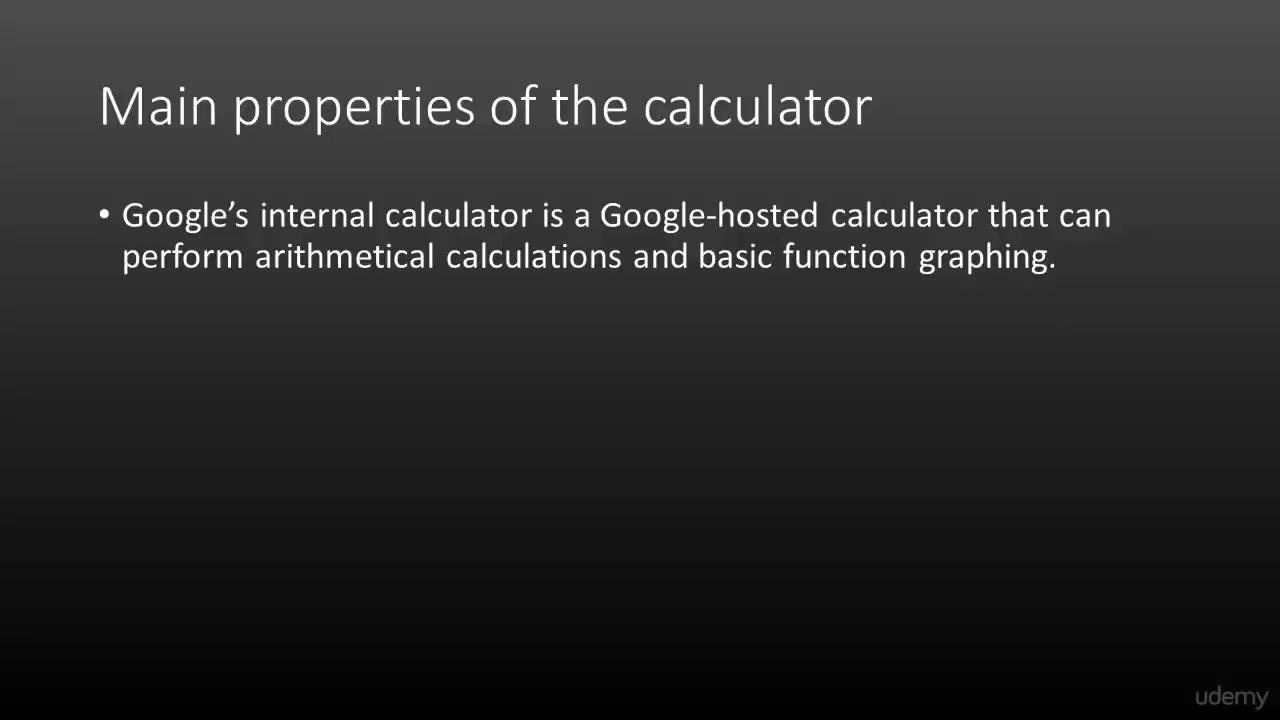 Main properties of the calculator
• Google’s internal calculator is a Google-hosted calculator that can
perform arithmetical calculations and basic function graphing.
udemy